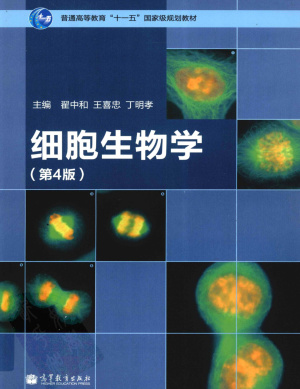 普通高等教育“十一五”国家级规划教材
主编 翟中和 王喜忠 丁明孝
细胞生物学
(第4版)
高等教育出版社